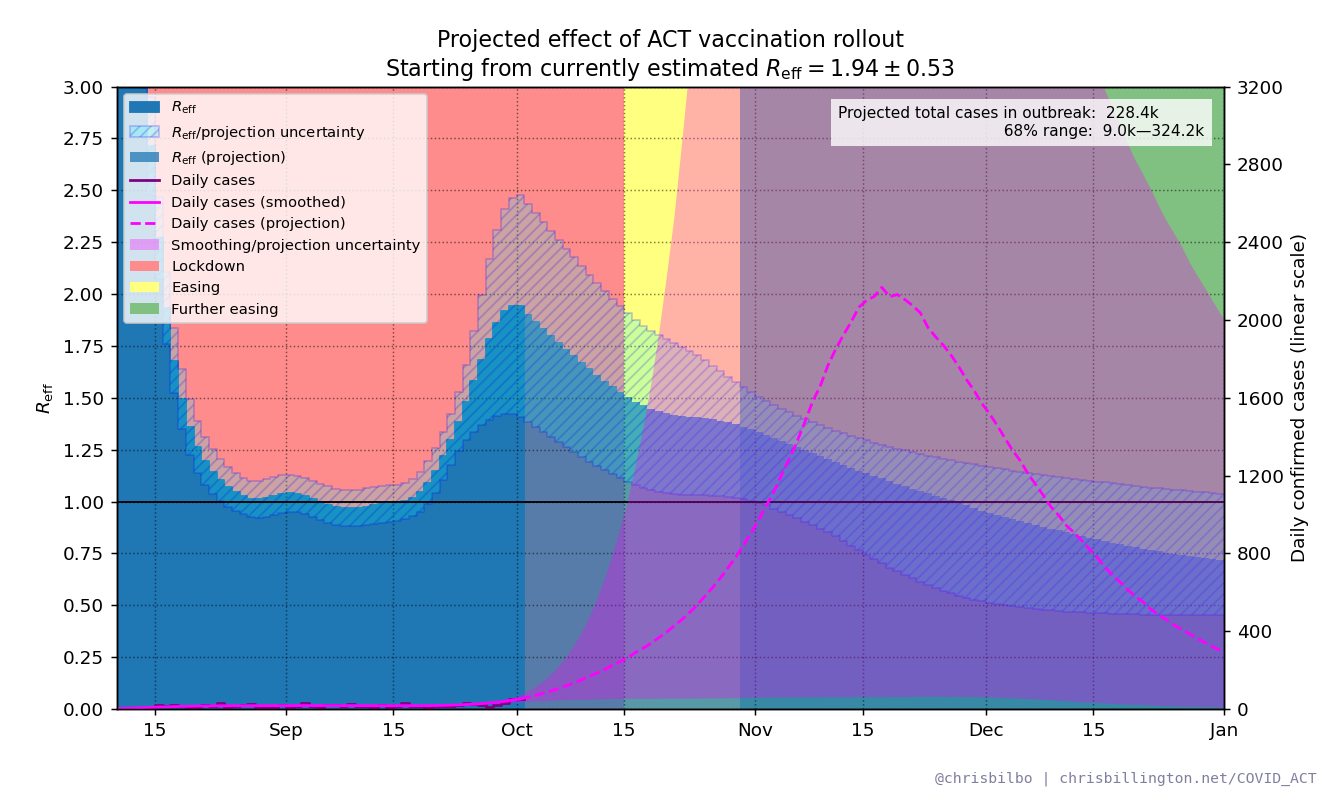 Projected effect of ACT vaccination rollout
Starting from currently estimated Reff = 1.94 ± 0.53
3.00
2.75
2.50
2.25
2.00
1.75
1.50
1.25
1.00
0.75
0.50
0.25
0.00
Reff
Reff
Reff/projection uncertainty
Reff (projection)
Daily cases
Daily cases (smoothed)
Daily cases (projection)
Smoothing/projection uncertainty
Lockdown
Easing
Further easing
Projected total cases in outbreak: 228.4k
68% range: 9.0k—324.2k
3200
2800
2400
2000
1600
1200
800
400
0
Daily confirmed cases (linear scale)
15 Sep 15 Oct 15 Nov 15 Dec 15 Jan
@chrisbilbo | chrisbillington.net/COVID_ACT